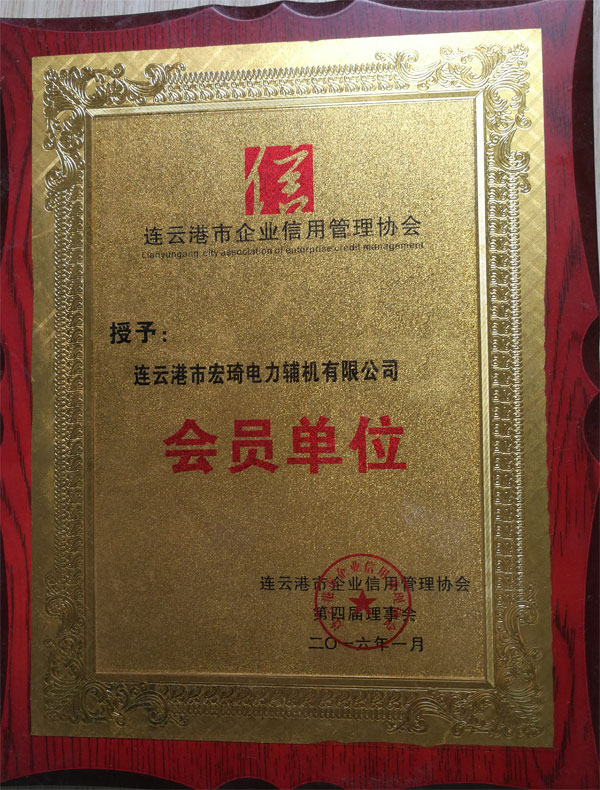 信
连云港市企业信用管理协会
Lianyungang city association of enterprise credit management
授予：
连云港市宏琦电力辅机有限公司
会员单位
连云港市企业信用管理协会
第四届理事会
二〇一六年一月